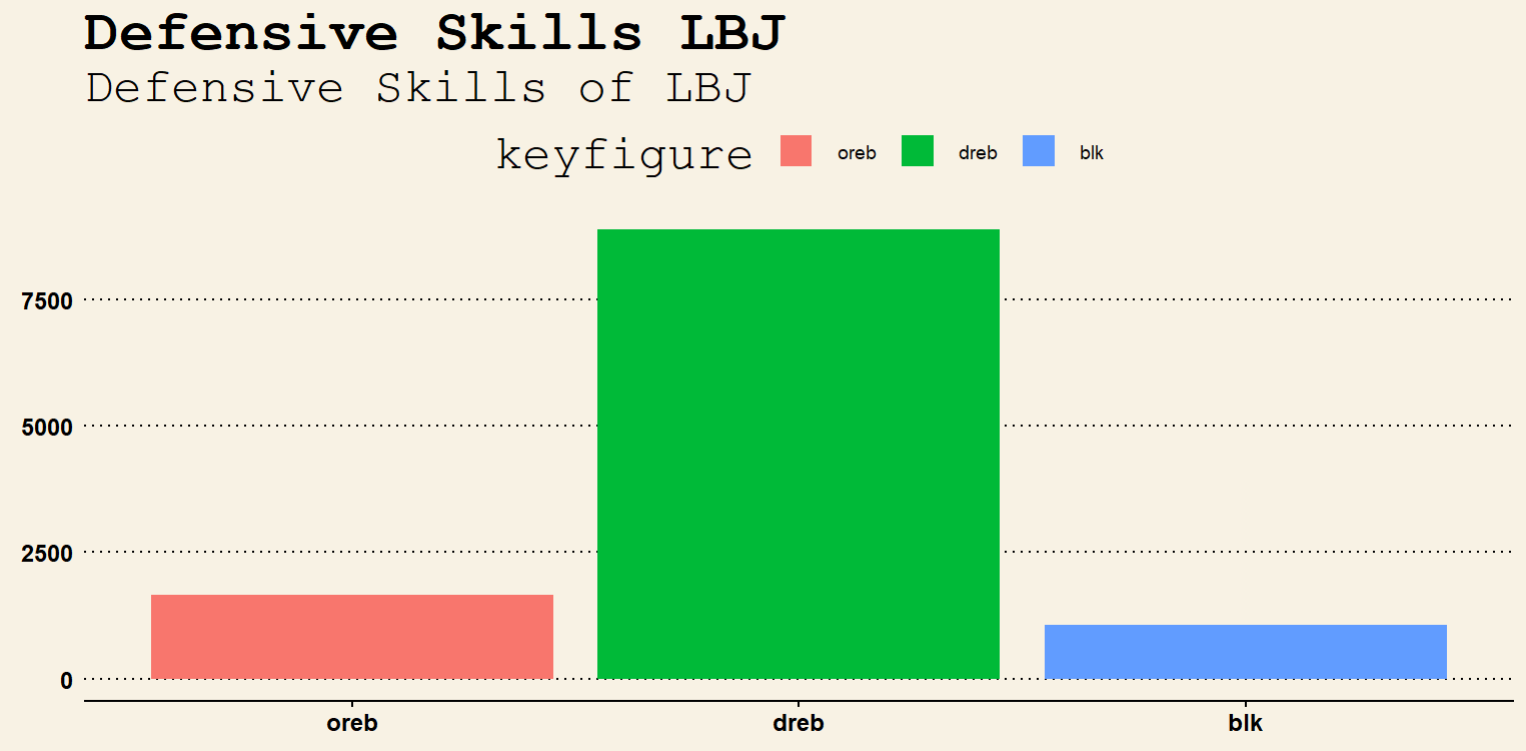 Defensive Skills LBJ
Defensive Skills of LBJ
keyfigure oreb dreb blk
7500
5000
2500
0
oreb dreb blk